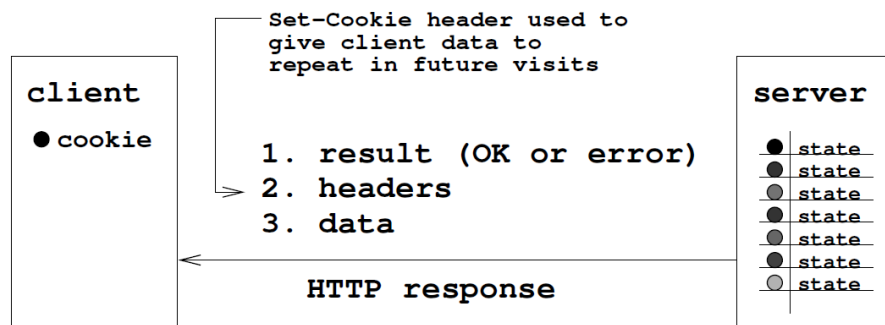 Set-Cookie header used to
give client data to
repeat in future visits
client
cookie
1. result (OK or error)
2. headers
3. data
HTTP response
server
state
state
state
state
state
state
state